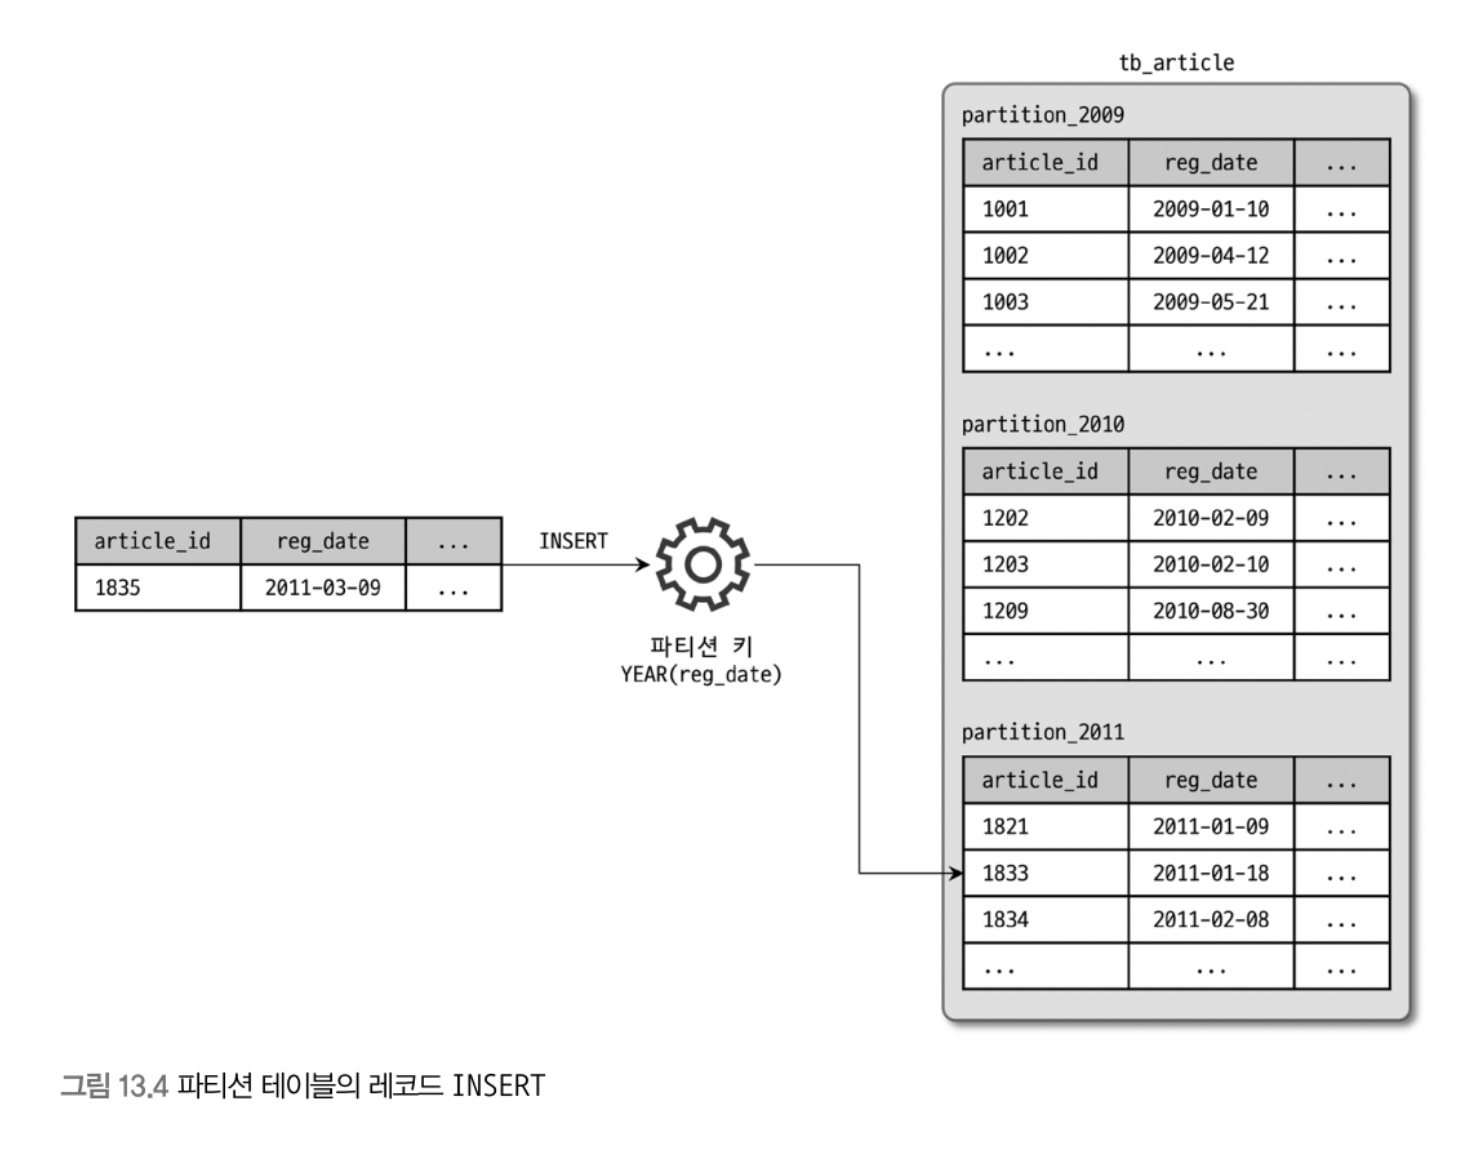 tb_article
partition_2009
article_id reg_date ...
1001 2009-01-10 ...
1002 2009-04-12 ...
1003 2009-05-21 ...
... ... ...
partition_2010
article_id reg_date ...
1202 2010-02-09 ...
1203 2010-02-10 ...
1209 2010-08-30 ...
... ... ...
article_id reg_date ...
1835 2011-03-09 ...
INSERT
파티션 키
YEAR(reg_date)
partition_2011
article_id reg_date ...
1821 2011-01-09 ...
1833 2011-01-18 ...
1834 2011-02-08 ...
... ... ...
그림 13.4 파티션 테이블의 레코드 INSERT